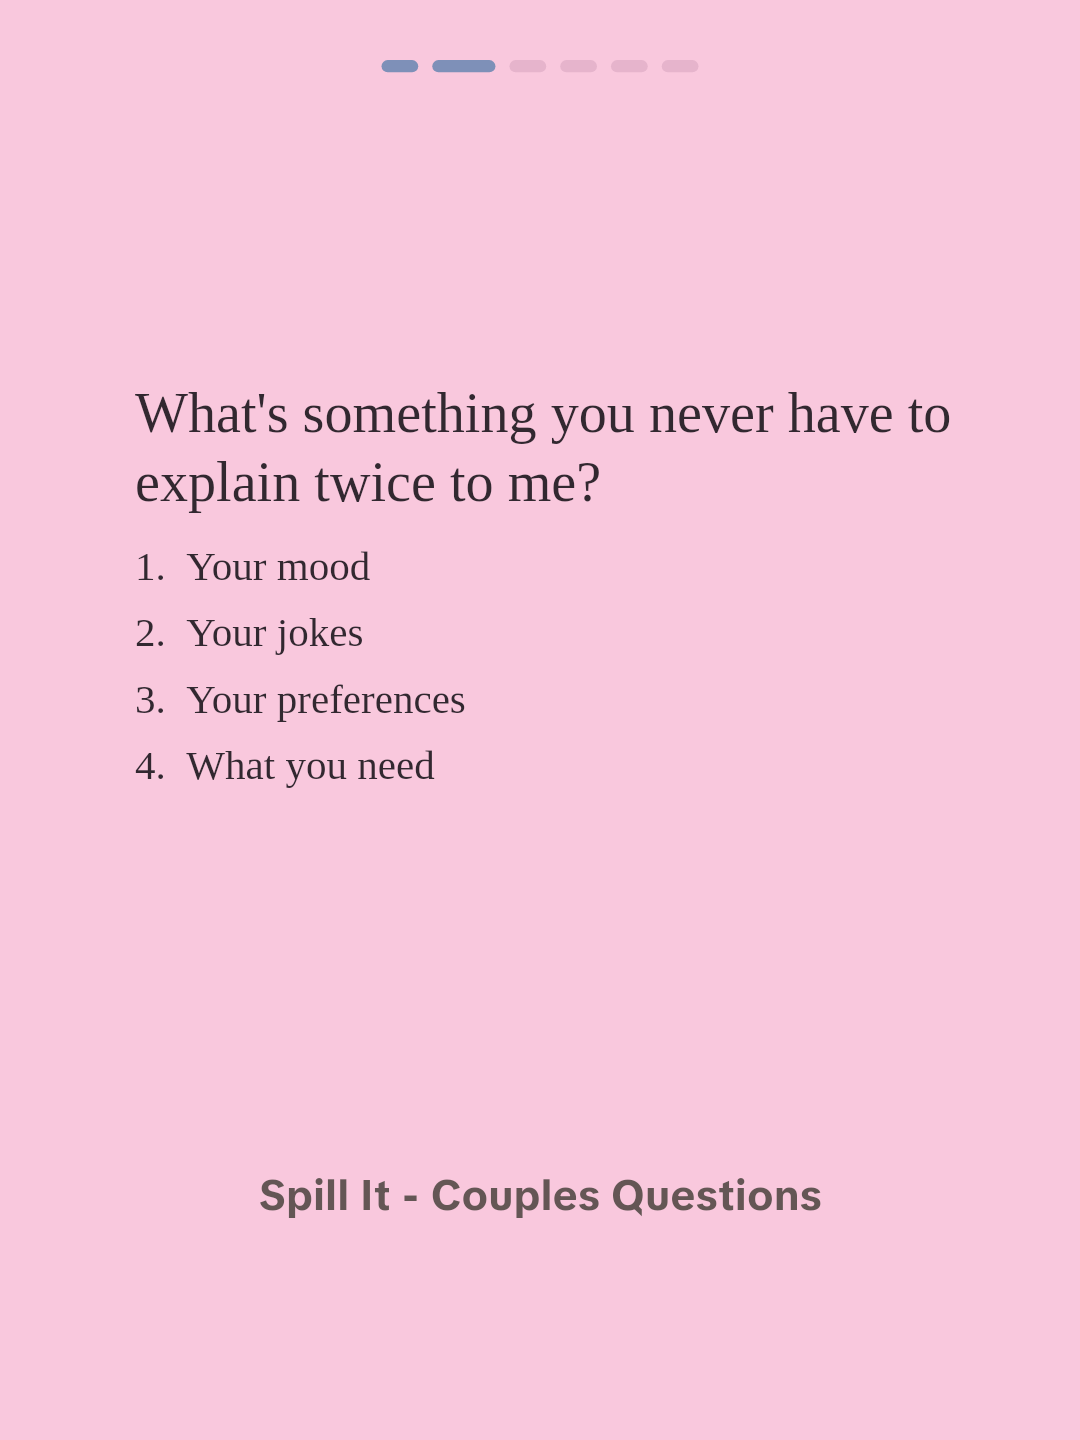 What's something you never have to
explain twice to me?
1. Your mood
2. Your jokes
3. Your preferences
4. What you need
Spill It - Couples Questions